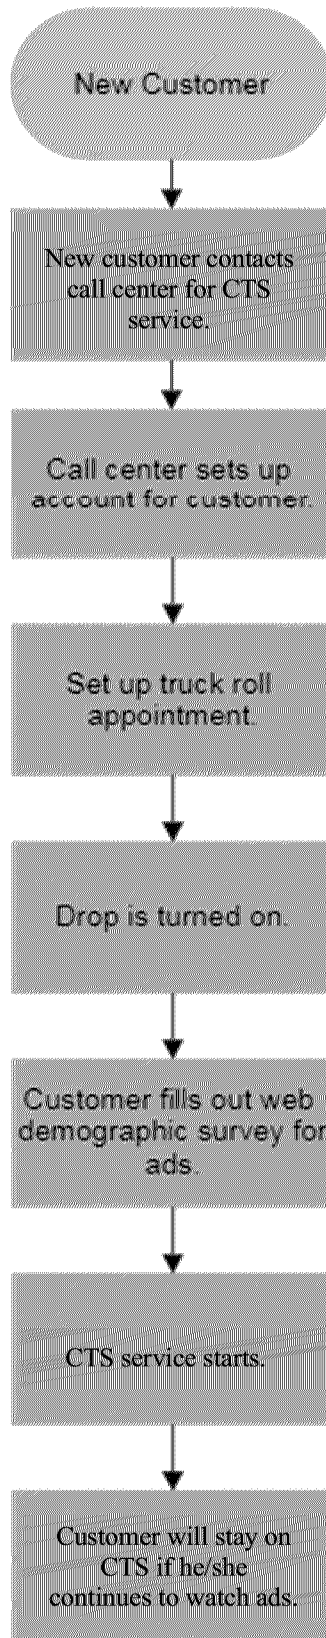 New Customer
New customer contacts
call center for CTS
service.
Call center sets up
account for customer.
Set up truck roll
appointment.
Drop is turned on.
Customer fills out web
demographic survey for
ads.
CTS service starts.
Customer will stay on
CTS if he/she
continues to watch ads.